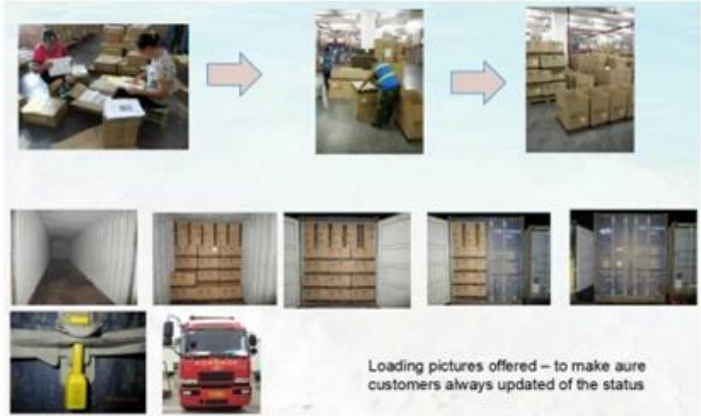 Loading pictures offered – to make aure
customers always updated of the status